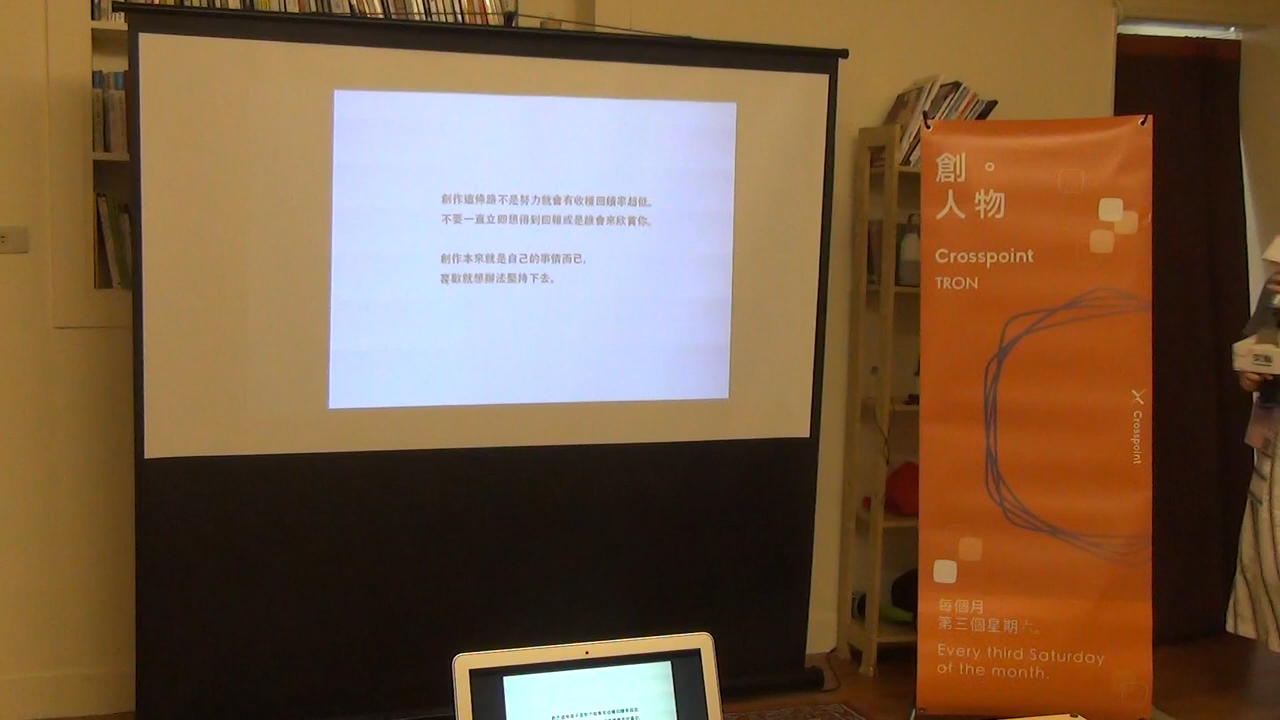 創作這條路不是努力就會有收穫回饋率超低。
不要一直立即想得到回報或是誰會來欣賞你。
創作本來就是自己的事情而已，
喜歡就想辦法堅持下去。
創。
人物
Crosspoint
TRON
Crosspoint
每個月
第三個星期六。
Every third Saturday
of the month.